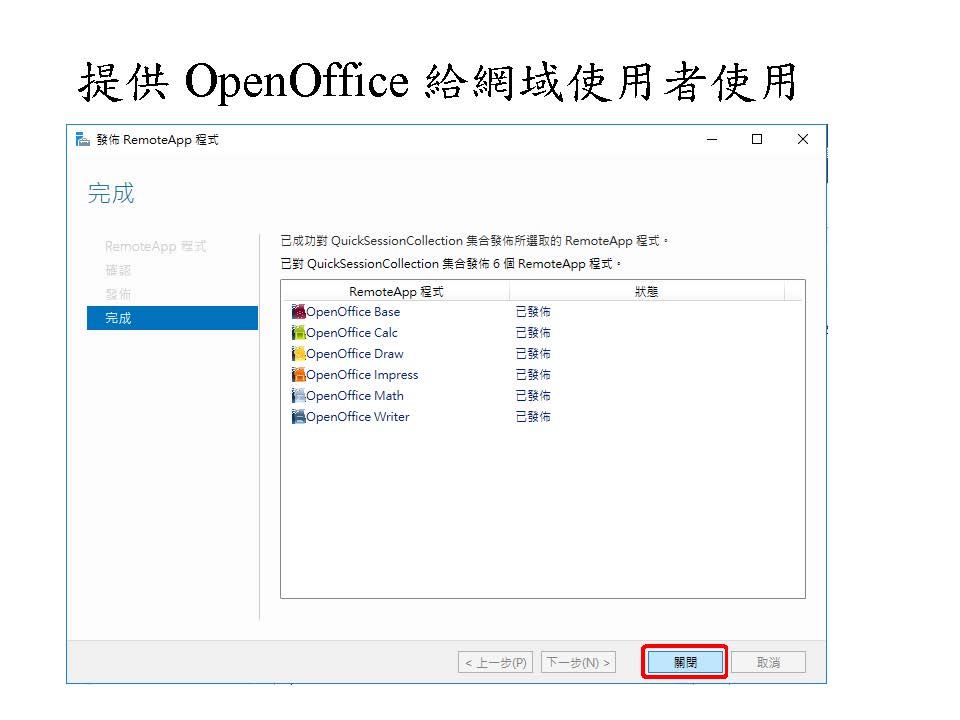 提供 OpenOffice 給網域使用者使用
發佈 RemoteApp 程式
完成
RemoteApp 程式
確認
發佈
完成
已成功對 QuickSessionCollection 集合發佈所選取的 RemoteApp 程式。
已對 QuickSessionCollection 集合發佈 6 個 RemoteApp 程式。
RemoteApp 程式 狀態
OpenOffice Base 已發佈
OpenOffice Calc 已發佈
OpenOffice Draw 已發佈
OpenOffice Impress 已發佈
OpenOffice Math 已發佈
OpenOffice Writer 已發佈
< 上一步(P) 下一步(N) > 關閉 取消